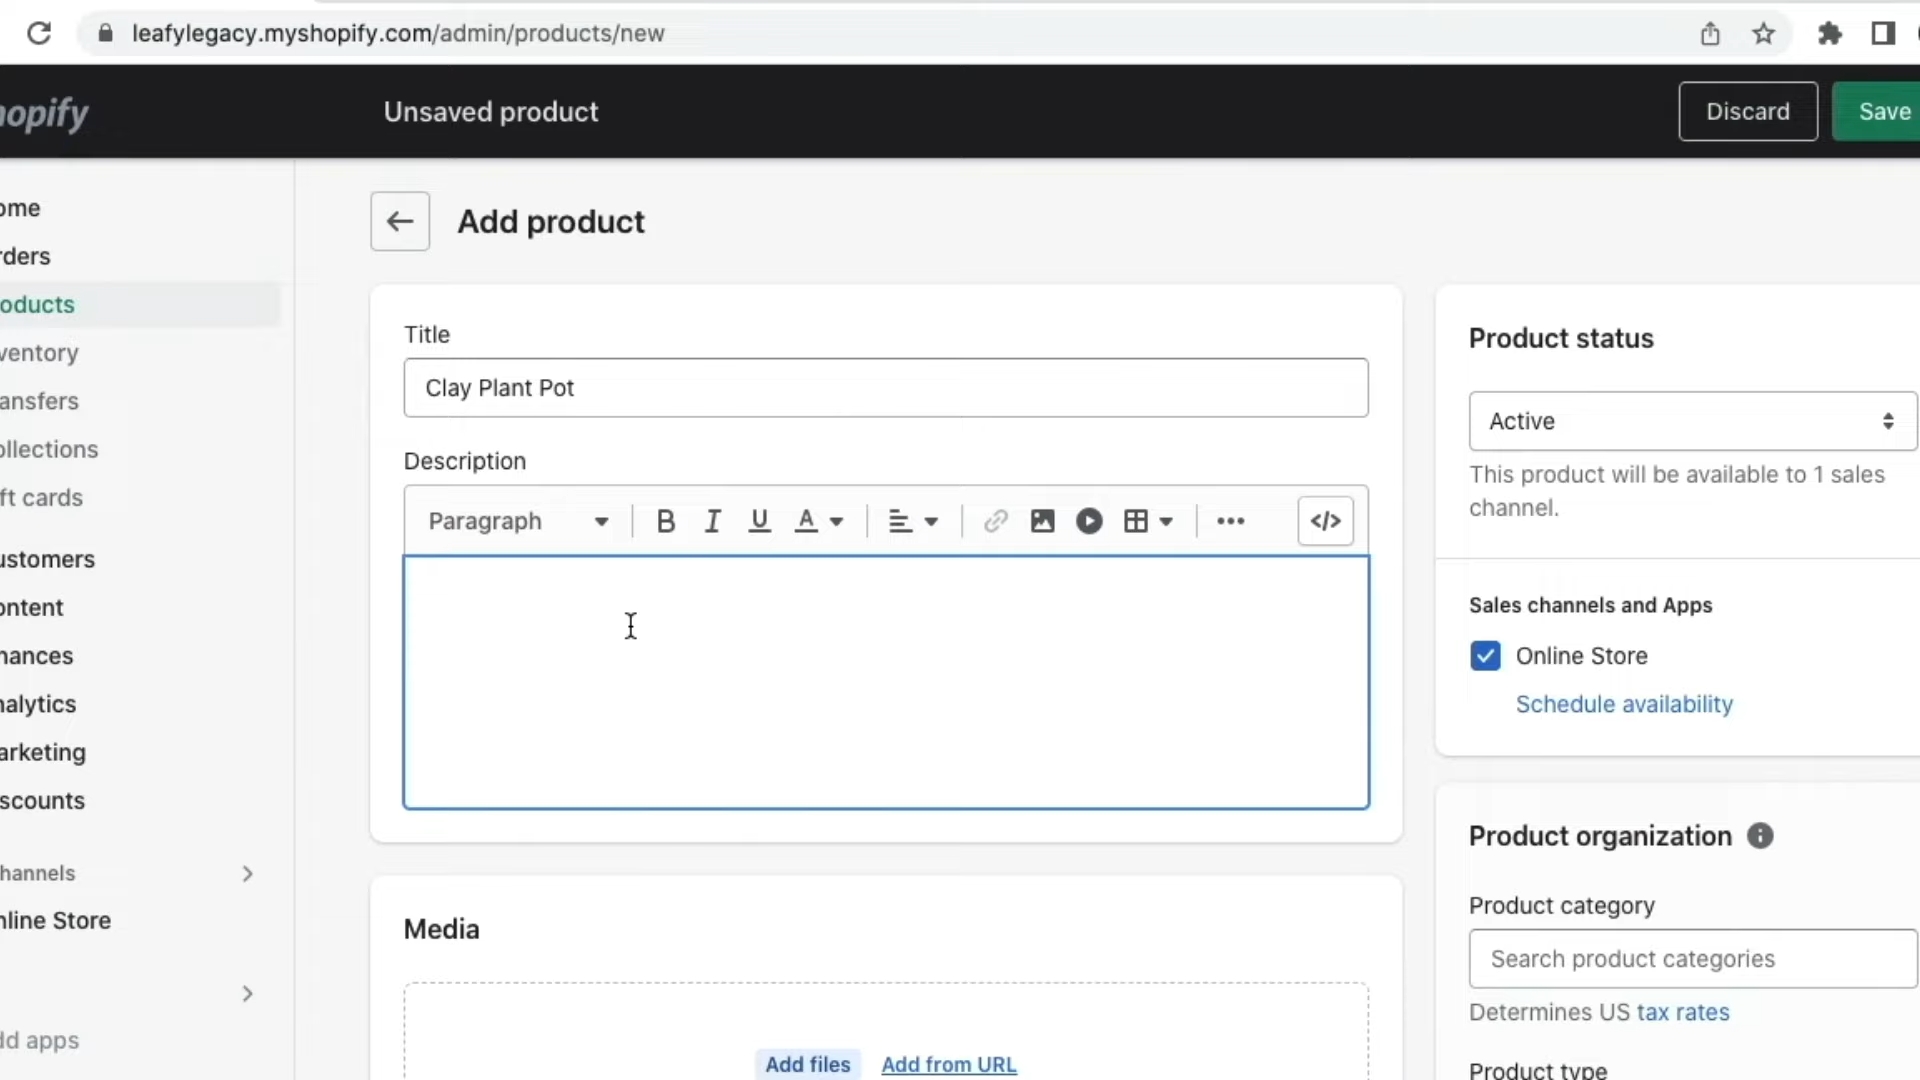 leafylegacy.myshopify.com/admin/products/new
hopify
Unsaved product
Discard
Save
ome
rders
oducts
ventory
ansfers
ollections
ft cards
ustomers
ontent
nances
nalytics
arketing
scounts
hannels
nline Store
dd apps
Add product
Title
Clay Plant Pot
Description
Paragraph
B I U A
</>
Media
Add files Add from URL
Product status
Active
This product will be available to 1 sales
channel.
Sales channels and Apps
Online Store
Schedule availability
Product organization
Product category
Search product categories
Determines US tax rates
Product type